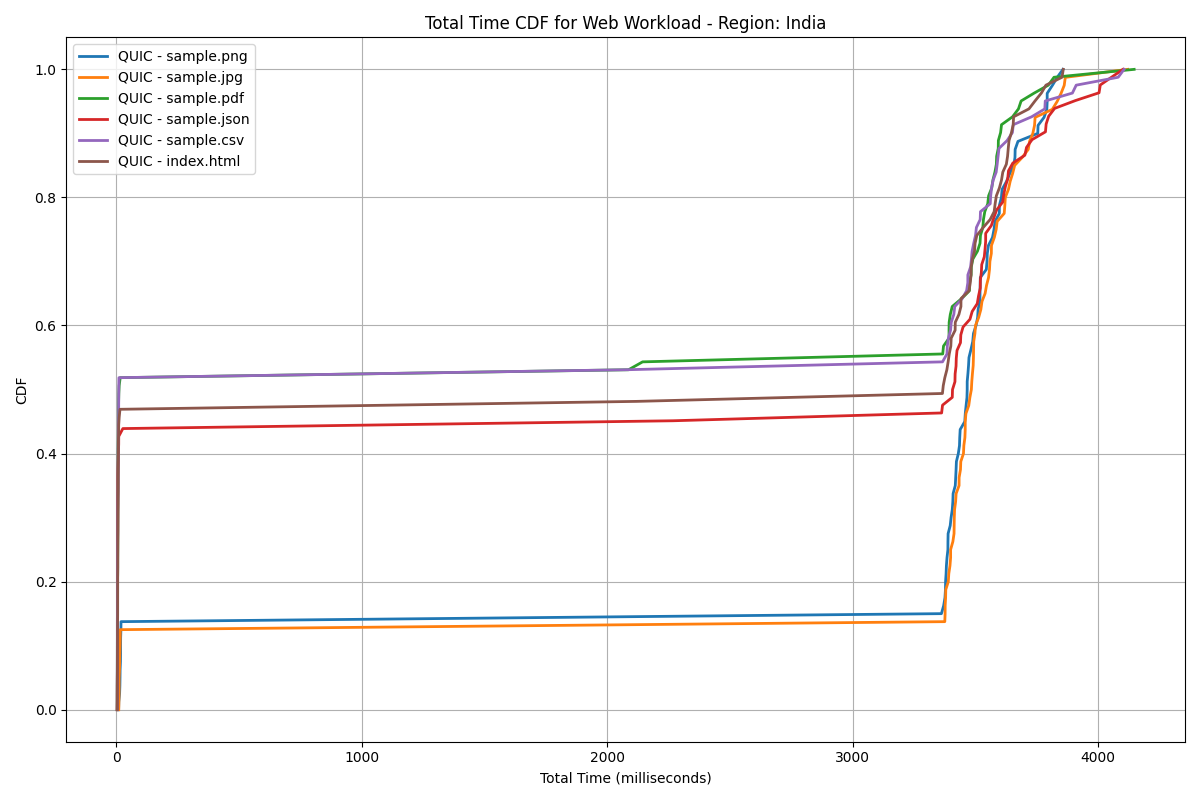 Total Time CDF for Web Workload - Region: India
QUIC - sample.png
QUIC - sample.jpg
QUIC - sample.pdf
QUIC - sample.json
QUIC - sample.csv
QUIC - index.html
1.0
0.8
0.6
0.4
0.2
0.0
CDF
0 1000 2000 3000 4000
Total Time (milliseconds)